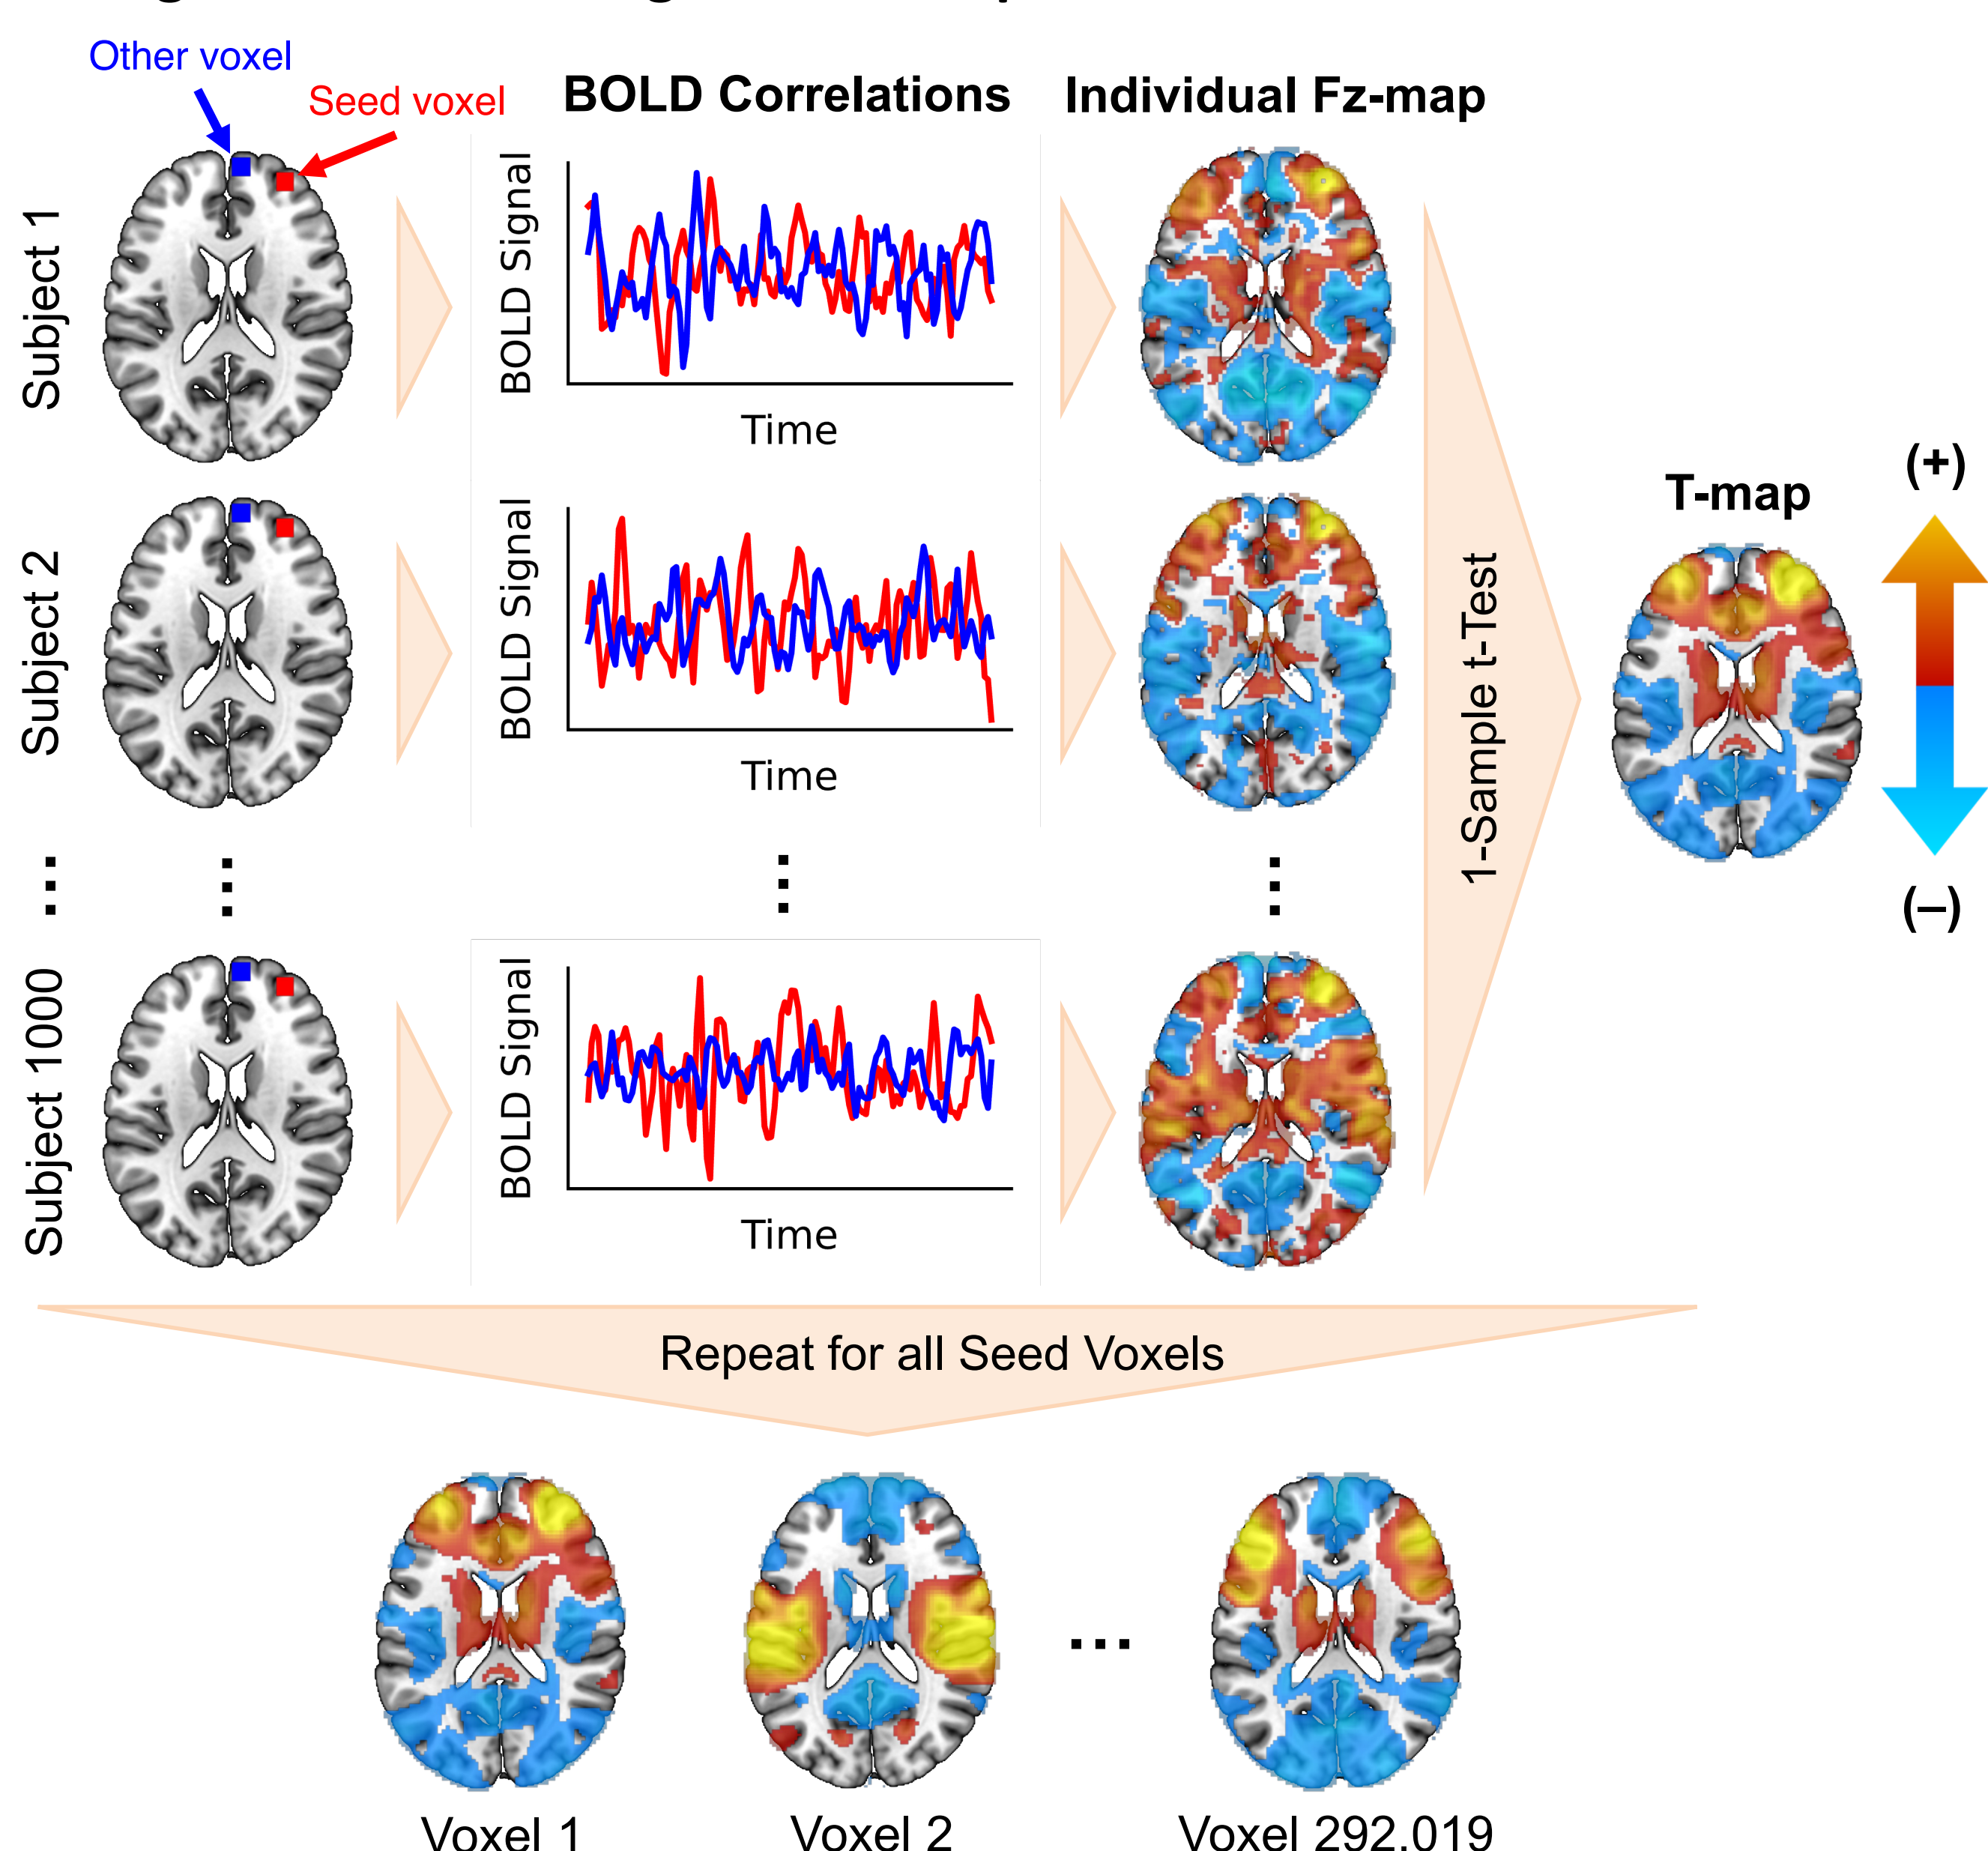 Other voxel
Seed voxel
BOLD Correlations
Individual Fz-map
Subject 1
BOLD Signal
Time
Subject 2
BOLD Signal
Time
1-Sample t-Test
T-map
(+)
(–)
...
...
...
...
Subject 1000
BOLD Signal
Time
Repeat for all Seed Voxels
...
Voxel 1
Voxel 2
Voxel 292.019